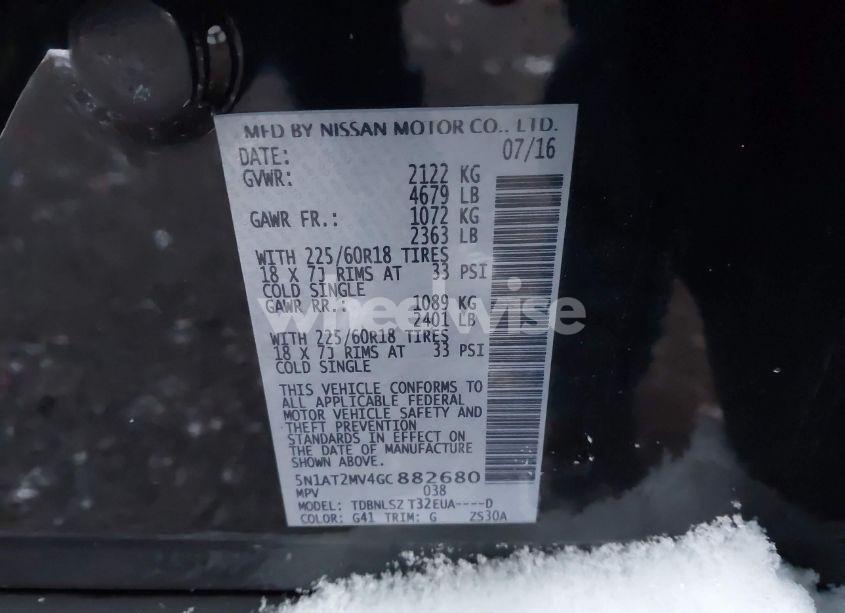 MFD BY NISSAN MOTOR CO., LTD.
DATE: 07/16
GVWR: 2122 KG
4679 LB
GAWR FR.: 1072 KG
2363 LB
WITH 225/60R18 TIRES
18 X 7J RIMS AT 33 PSI
COLD SINGLE
GAWR RR.: 1089 KG
2401 LB
wheelwise
WITH 225/60R18 TIRES
18 X 7J RIMS AT 33 PSI
COLD SINGLE
THIS VEHICLE CONFORMS TO
ALL APPLICABLE FEDERAL
MOTOR VEHICLE SAFETY AND
THEFT PREVENTION
STANDARDS IN EFFECT ON
THE DATE OF MANUFACTURE
SHOWN ABOVE.
5N1AT2MV4GC882680
MPV 038
MODEL: TDBNLSZ T32EUA----D
COLOR: G41 TRIM: G ZS30A